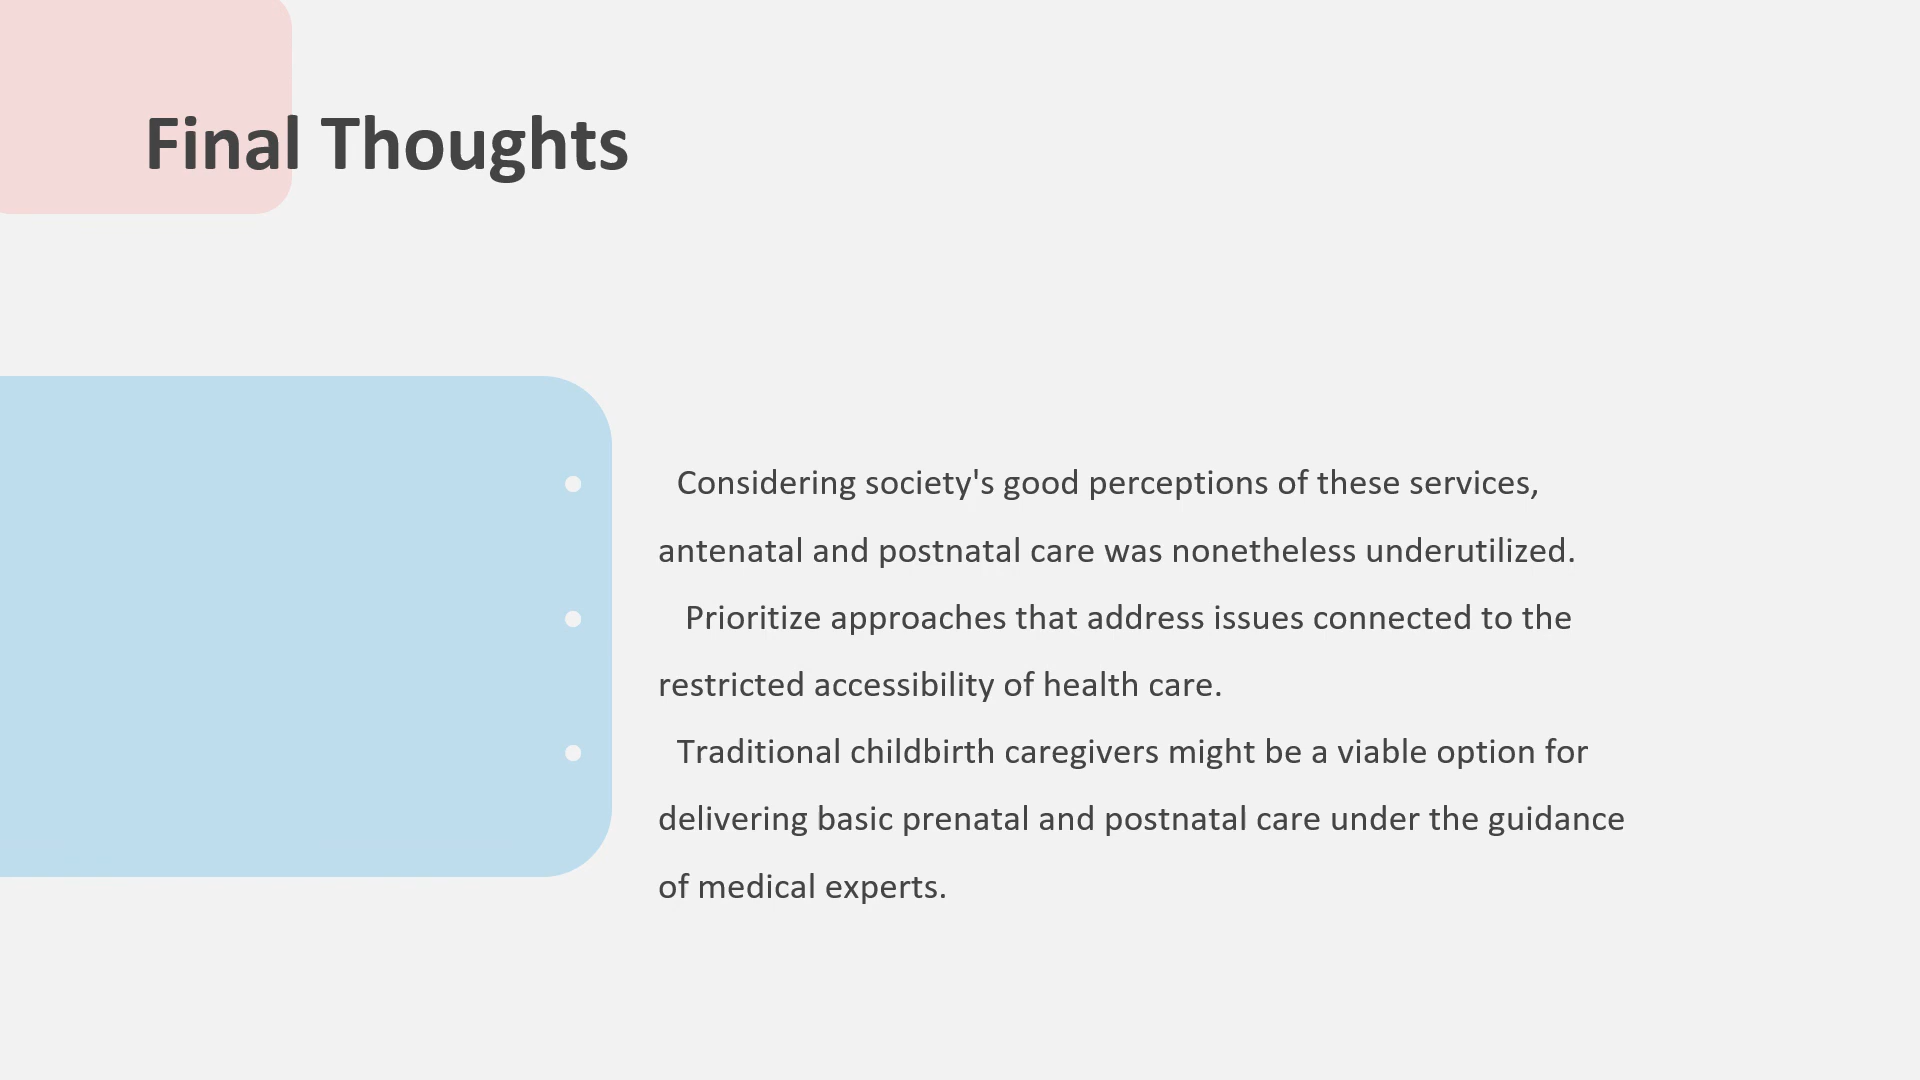 Final Thoughts
• Considering society's good perceptions of these services,
antenatal and postnatal care was nonetheless underutilized.
• Prioritize approaches that address issues connected to the
restricted accessibility of health care.
• Traditional childbirth caregivers might be a viable option for
delivering basic prenatal and postnatal care under the guidance
of medical experts.